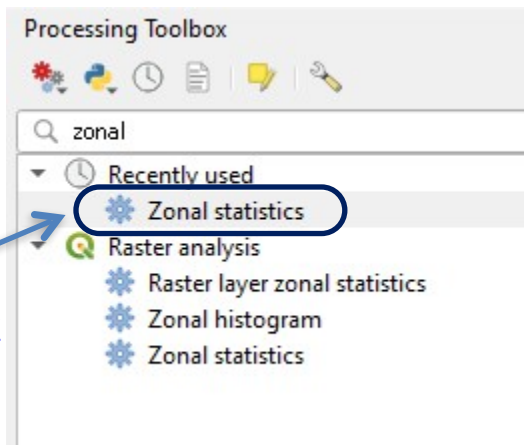 Processing Toolbox
zonal
Recently used
Zonal statistics
Raster analysis
Raster layer zonal statistics
Zonal histogram
Zonal statistics